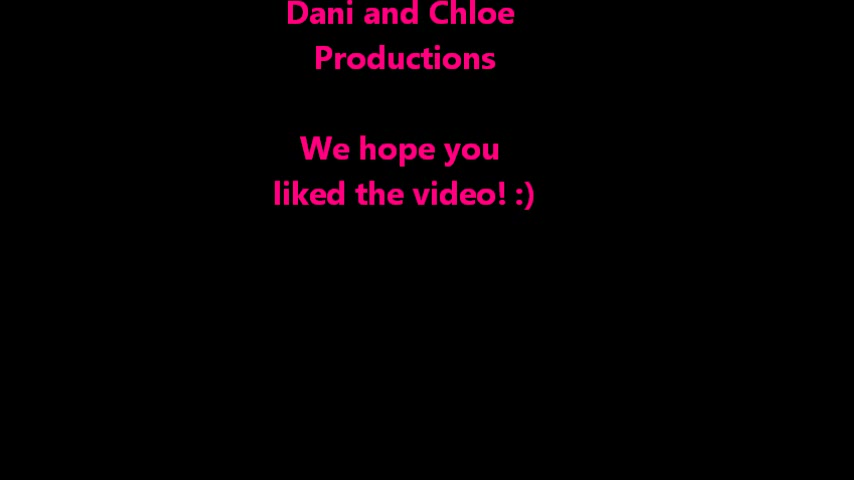 Dani and Chloe
Productions
We hope you
liked the video! :)